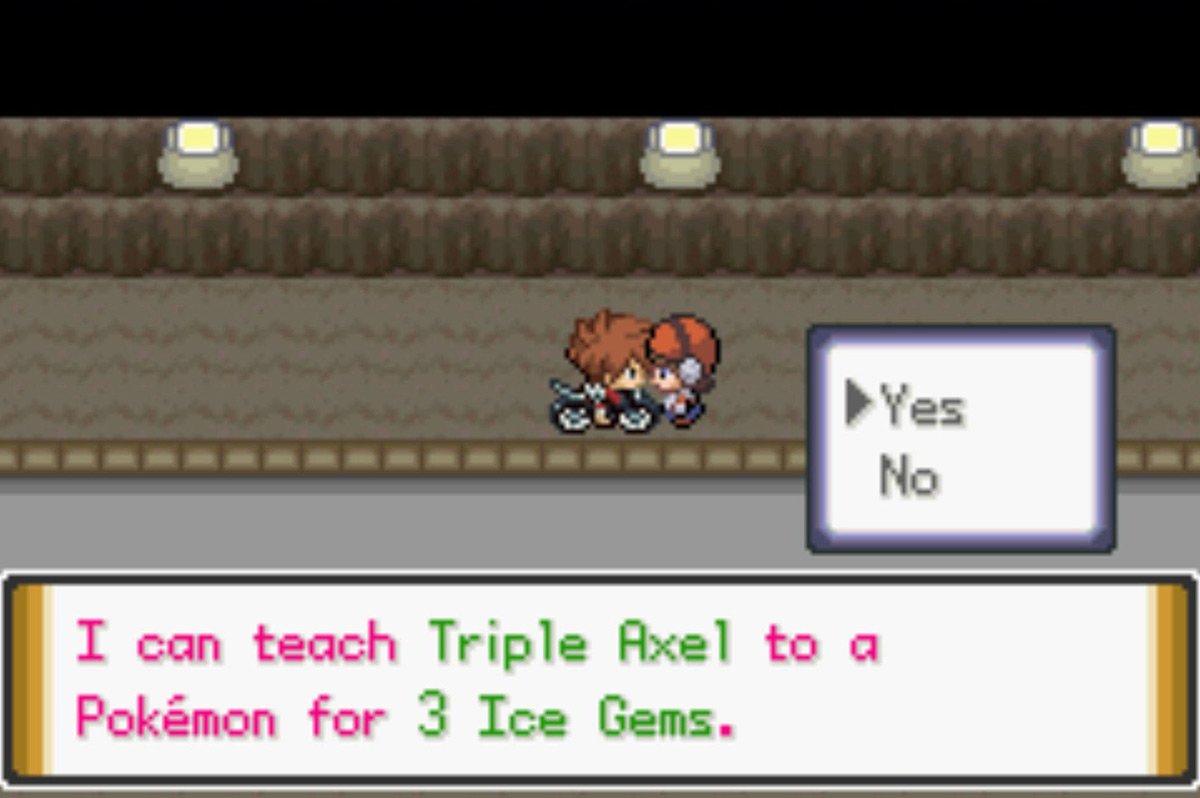 Yes
No
I can teach Triple Axel to a
Pokémon for 3 Ice Gems.